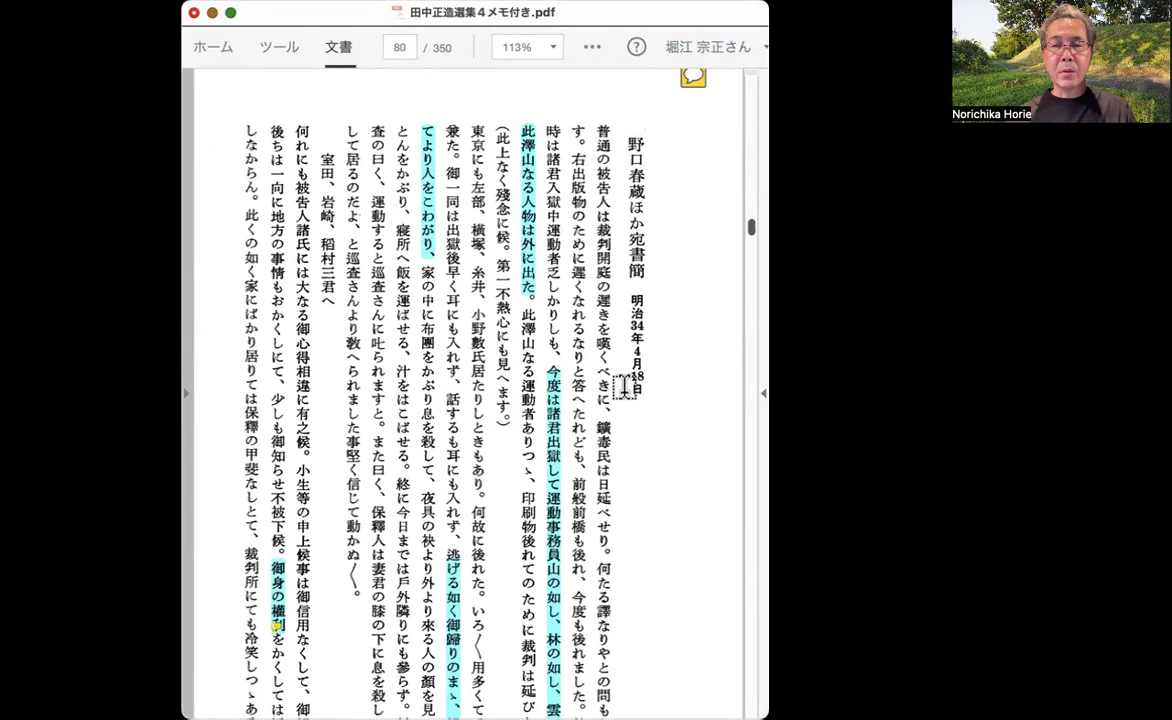 田中正造選集４メモ付き.pdf
ホーム ツール 文書 80 / 350 113% 堀江 宗正さん
Norichika Horie
野口春蔵ほか宛書簡 明治34年4月18日
普通の被告人は裁判開庭の遅きを嘆くべきに、鑛毒民は日延べせり。何たる譯なりやとの問も
す。右出版物のために遅くなれるなりと答へたれども、前般前橋も後れ、今度も後れました。
時は諸君入獄中運動者乏しかりしも、今度は諸君出獄して運動事務員山の如し、林の如し、雲
此澤山なる人物は外に出た。此澤山なる運動者ありつゝ、印刷物後れてのために裁判は延び
(此上なく殘念に候。第一不熱心にも見へます。)
東京にも左部、横塚、糸井、小野數氏居たりしときもあり。何故に後れた。いろ〳〵用多くて
兼た。御一同は出獄後早く耳にも入れず、話するも耳にも入れず、逃げる如く御歸りのまゝ、
てより人をこわがり、家の中に布團をかぶり息を殺して、夜具の袂より外より來る人の顔を見
とんをかぶり、寢所へ飯を運ばせる、汁をはこばせる。終に今日までは戶外隣りにも參らず。
査の曰く、運動すると巡査さんに叱られますと。また曰く、保釋人は妻君の膝の下に息を殺し
して居るのだよ、と巡査さんより敎へられました事堅く信じて動かぬ〳〵。
室田、岩崎、稲村三君へ
何れにも被告人諸氏には大なる御心得相違に有之候。小生等の申上候事は御信用なくして、御
後ちは一向に地方の事情もおかくしにて、少しも御知らせ不被下候。御身の權利をかくしては
しなからん。此くの如く家にばかり居りては保釋の甲斐なしとて、裁判所にても冷笑しつゝあ